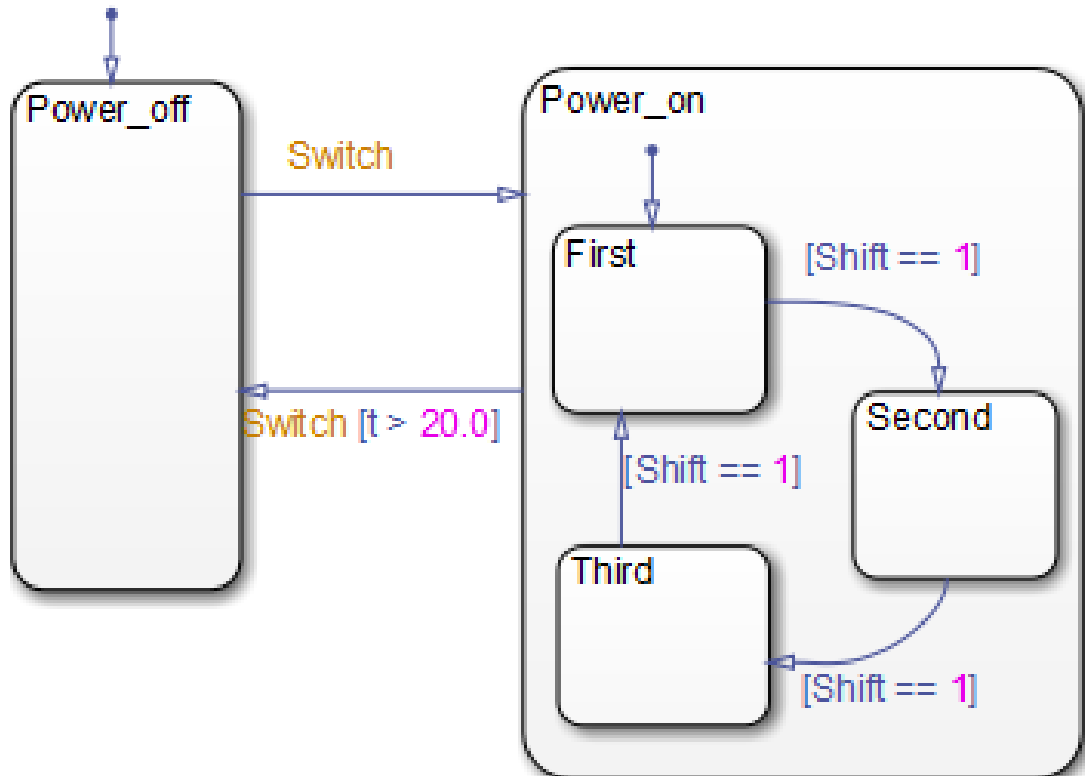 Power_off
Switch
Switch [t > 20.0]
Power_on
First
[Shift == 1]
Second
[Shift == 1]
Third
[Shift == 1]